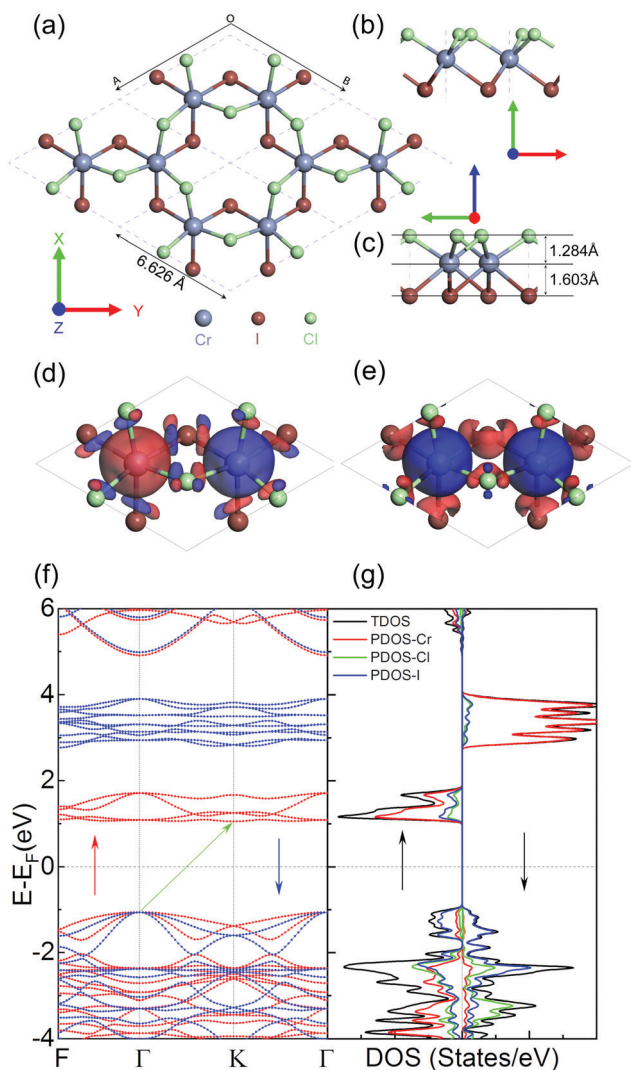 (a)
(b)
O
A
B
6.626 Å
X
Z
Y
Cr
I
Cl
(c)
1.284Å
1.603Å
(d)
(e)
(f)
(g)
6
4
2
0
-2
-4
E-E_F(eV)
F
Γ
K
Γ
TDOS
PDOS-Cr
PDOS-Cl
PDOS-I
DOS (States/eV)